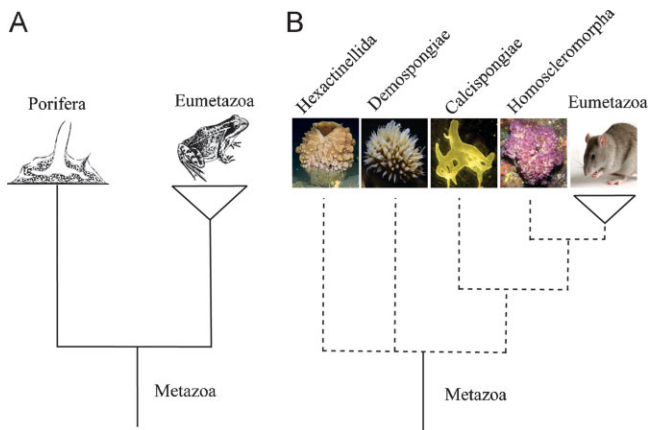 A
Porifera
Eumetazoa
Metazoa
B
Hexactinellida
Demospongiae
Calcispongiae
Homoscleromorpha
Eumetazoa
Metazoa